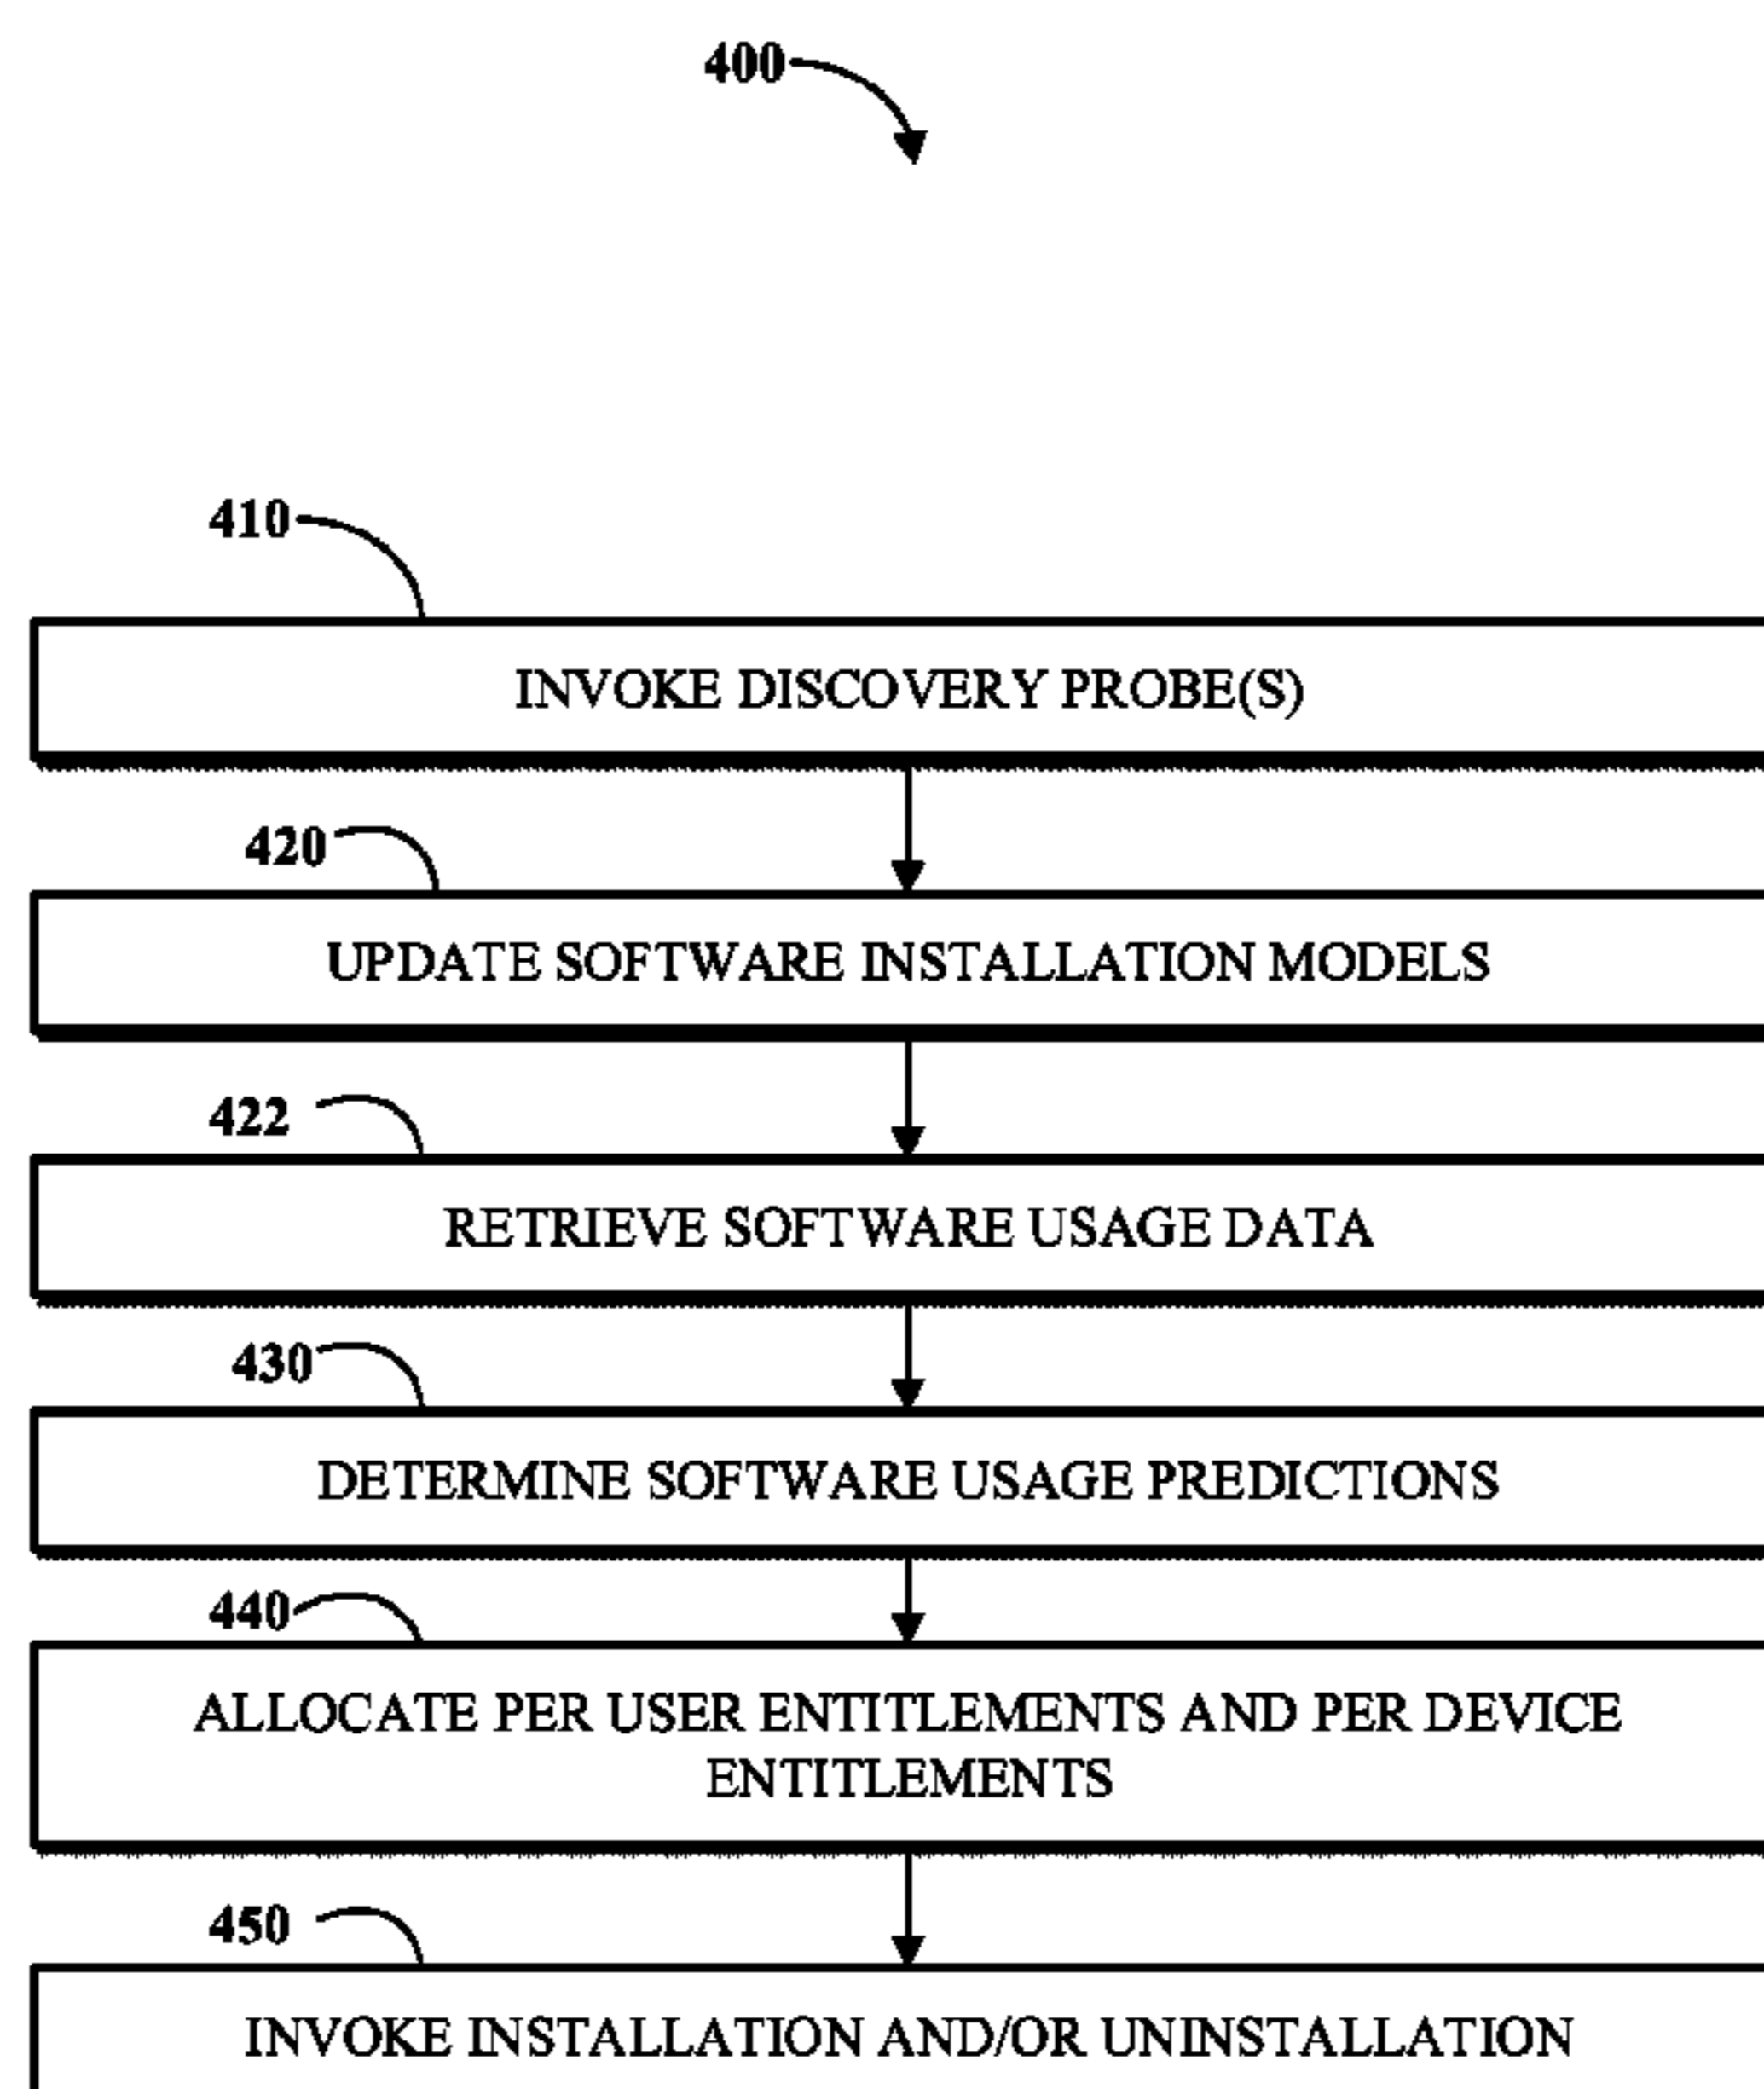 400
410
INVOKE DISCOVERY PROBE(S)
420
UPDATE SOFTWARE INSTALLATION MODELS
422
RETRIEVE SOFTWARE USAGE DATA
430
DETERMINE SOFTWARE USAGE PREDICTIONS
440
ALLOCATE PER USER ENTITLEMENTS AND PER DEVICE
ENTITLEMENTS
450
INVOKE INSTALLATION AND/OR UNINSTALLATION